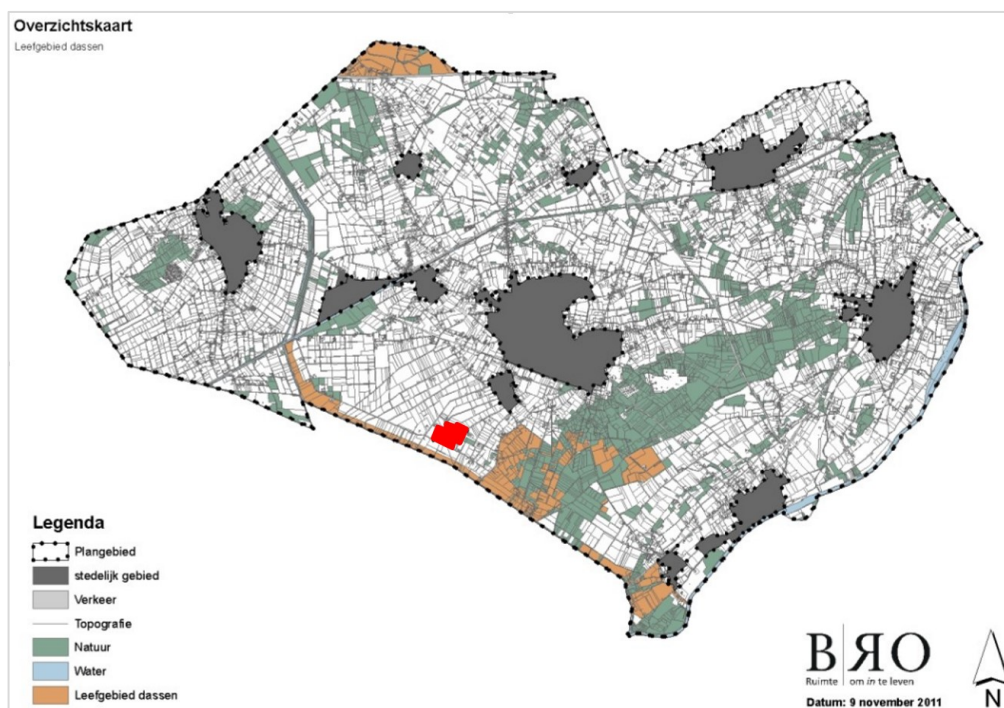 Overzichtskaart
Leefgebied dassen
Legenda
Plangebied
stedelijk gebied
Verkeer
Topografie
Natuur
Water
Leefgebied dassen
BRO
Ruimte om in te leven
Datum: 9 november 2011
N